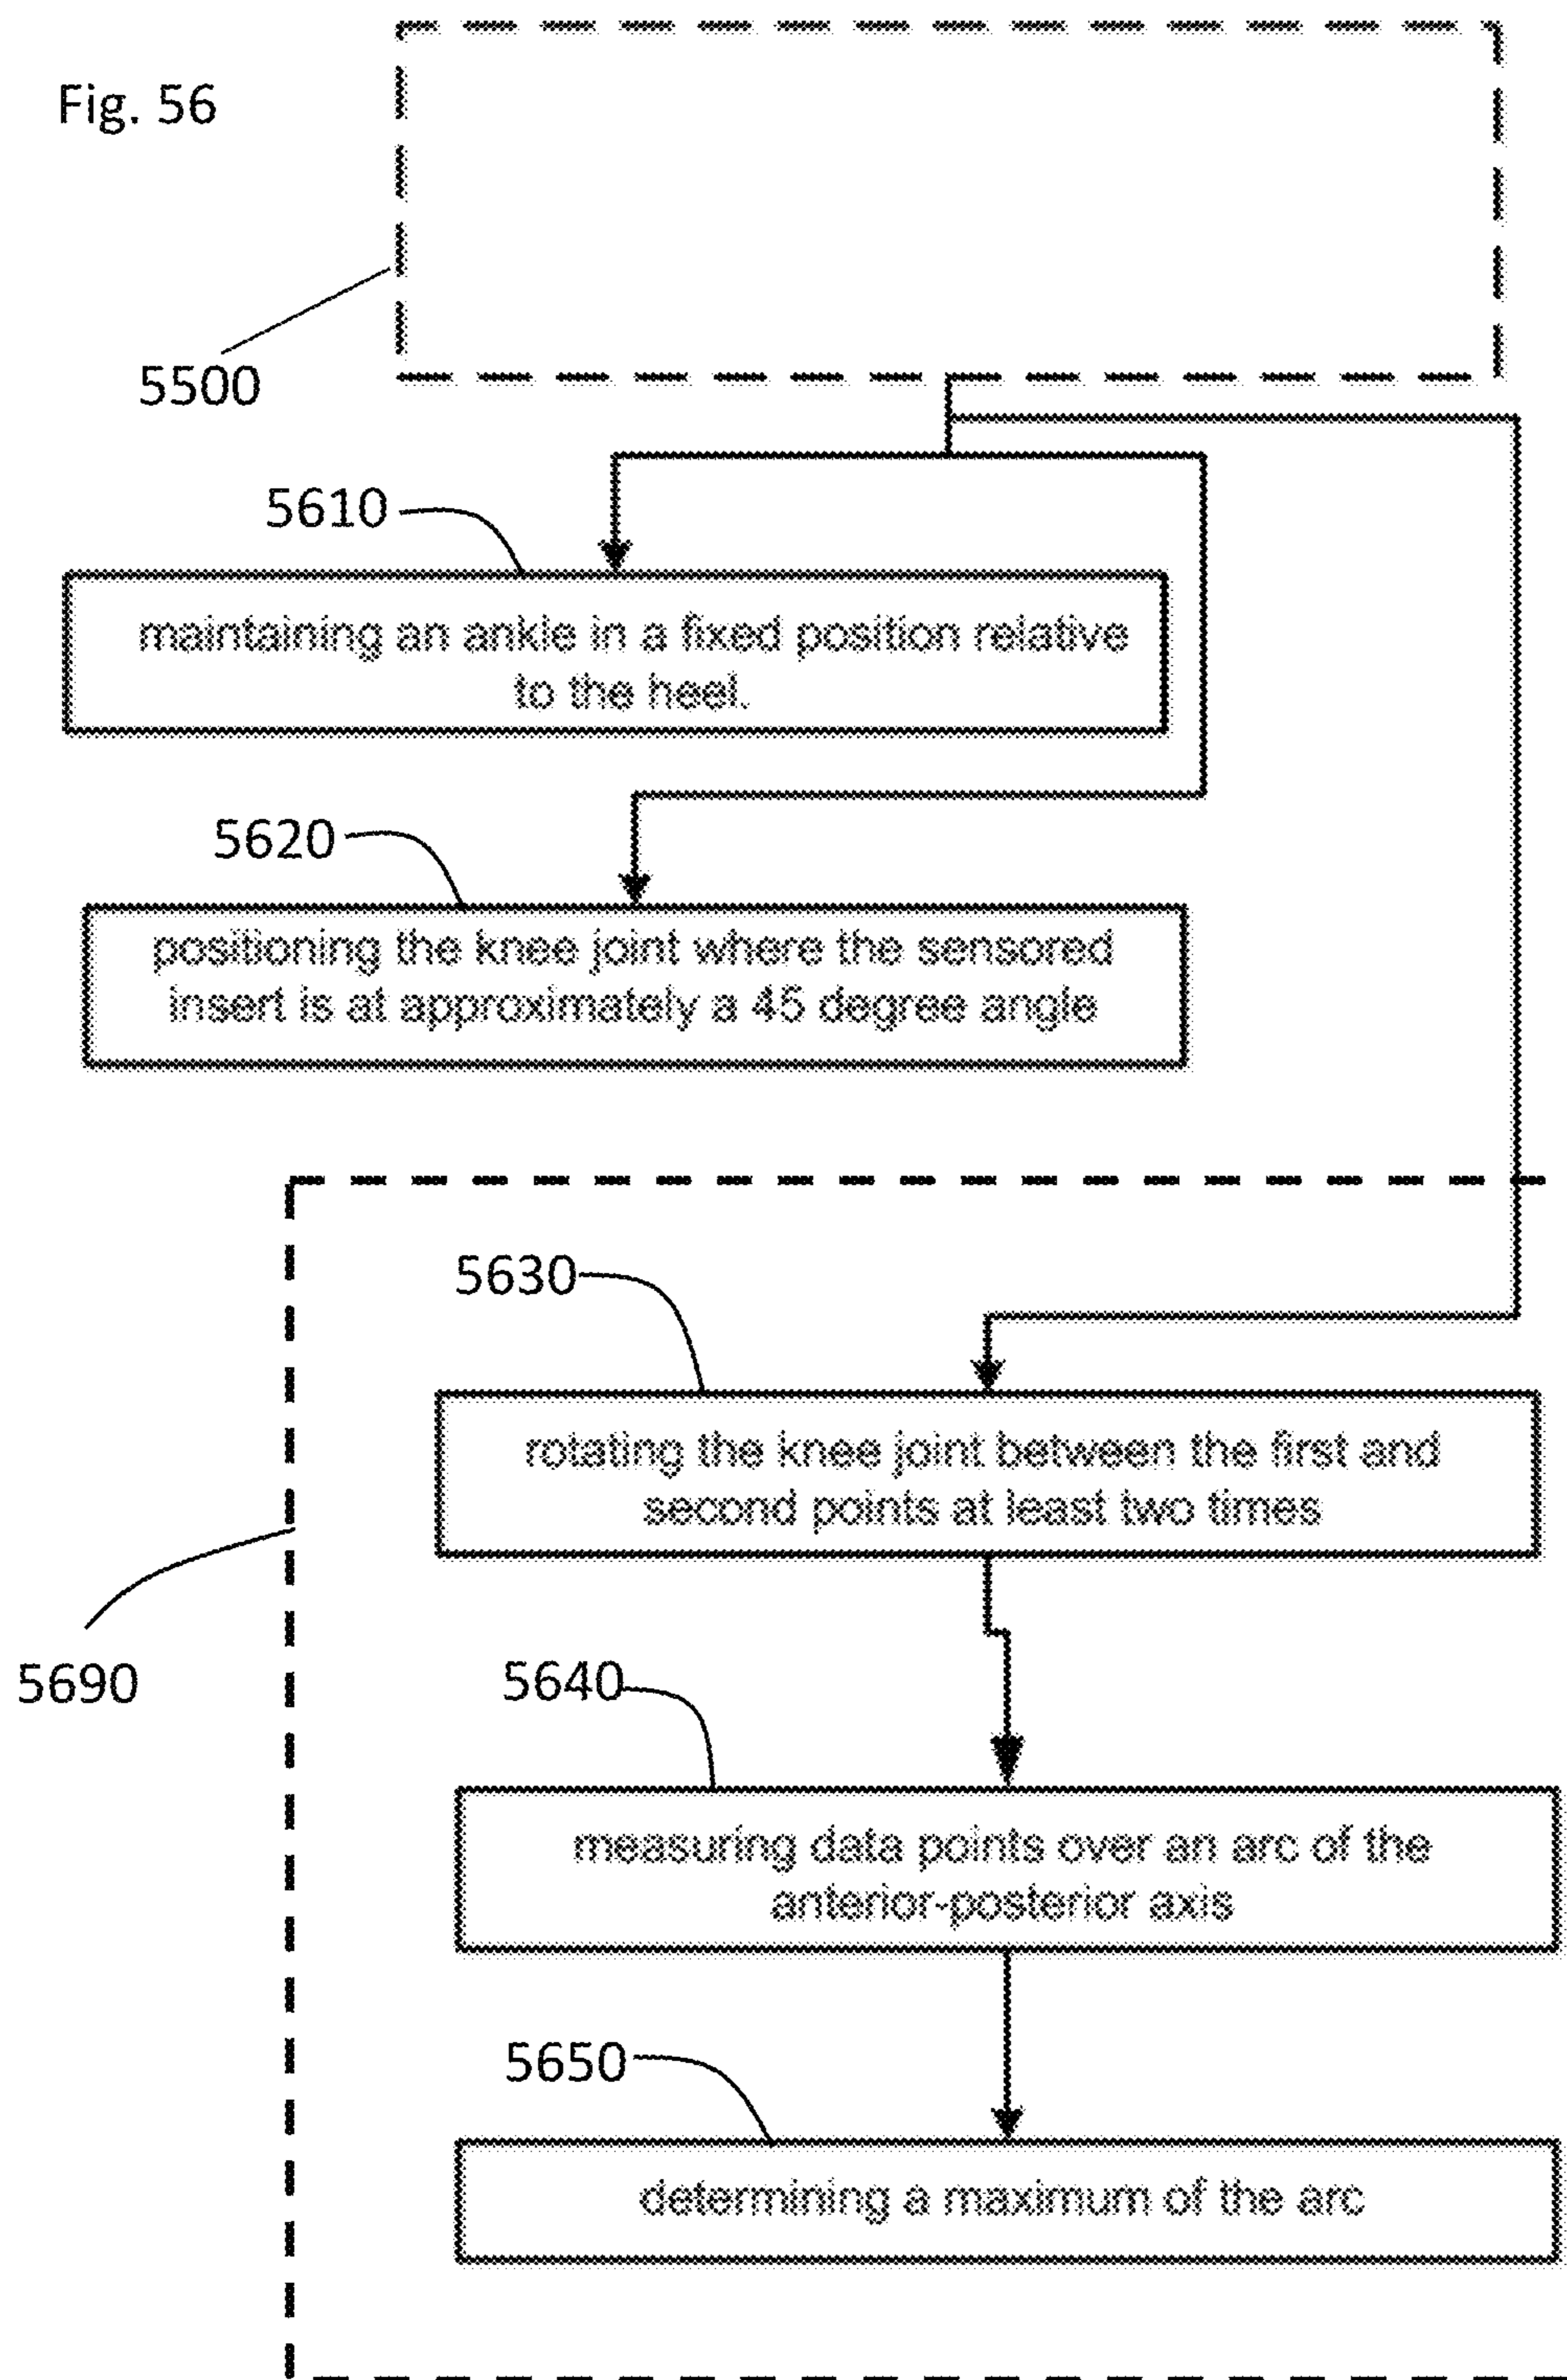 Fig. 56
5500
5610
maintaining an ankle in a fixed position relative
to the heel.
5620
positioning the knee joint where the sensored
insert is at approximately a 45 degree angle
5630
rotating the knee joint between the first and
second points at least two times
5690
5640
measuring data points over an arc of the
anterior-posterior axis
5650
determining a maximum of the arc